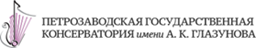 ПЕТРОЗАВОДСКАЯ ГОСУДАРСТВЕННАЯ
КОНСЕРВАТОРИЯ имени А. К. ГЛАЗУНОВА